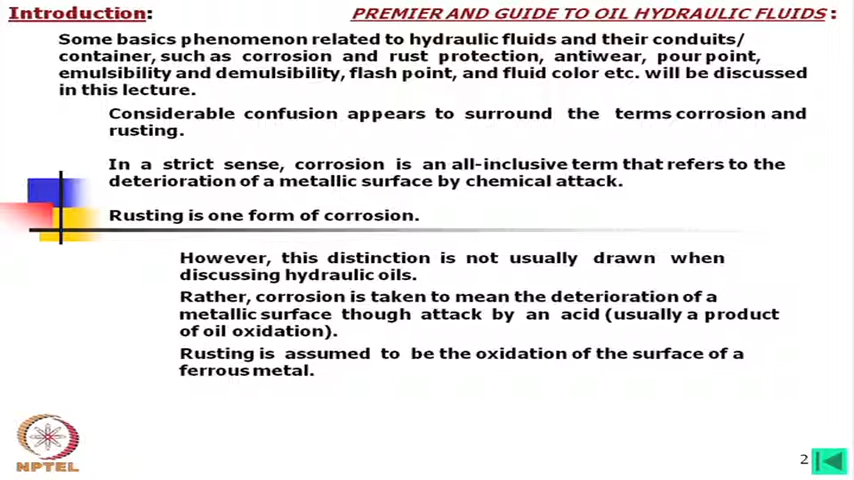 Introduction:
PREMIER AND GUIDE TO OIL HYDRAULIC FLUIDS :
Some basics phenomenon related to hydraulic fluids and their conduits/
container, such as corrosion and rust protection, antiwear, pour point,
emulsibility and demulsibility, flash point, and fluid color etc. will be discussed
in this lecture.
Considerable confusion appears to surround the terms corrosion and
rusting.
In a strict sense, corrosion is an all-inclusive term that refers to the
deterioration of a metallic surface by chemical attack.
Rusting is one form of corrosion.
However, this distinction is not usually drawn when
discussing hydraulic oils.
Rather, corrosion is taken to mean the deterioration of a
metallic surface though attack by an acid (usually a product
of oil oxidation).
Rusting is assumed to be the oxidation of the surface of a
ferrous metal.
NPTEL
2